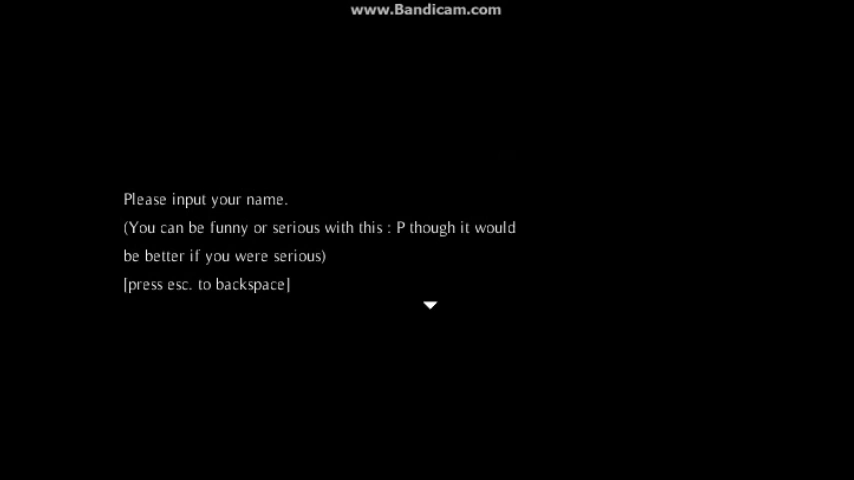 www.Bandicam.com
Please input your name.
(You can be funny or serious with this : P though it would
be better if you were serious)
[press esc. to backspace]